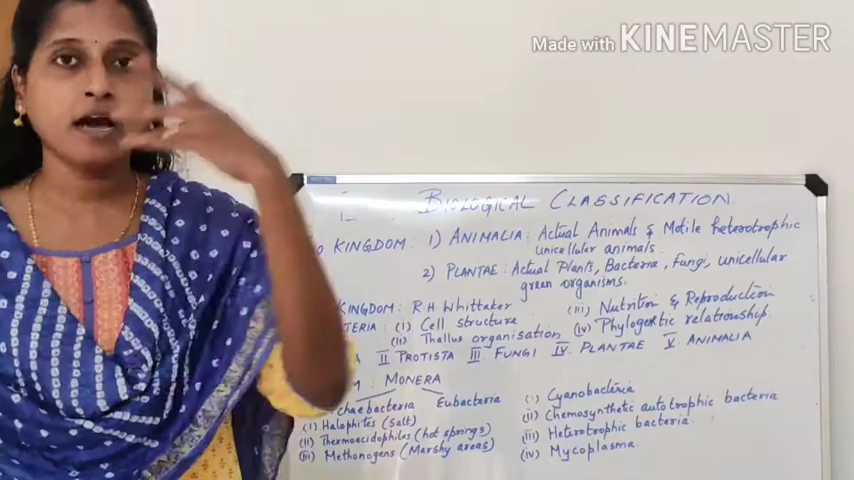 Made with KINEMASTER
BIOLOGICAL CLASSIFICATION
KINGDOM : 1) ANIMALIA : Actual Animals & Motile heterotrophic
unicellular animals
2) PLANTAE : Actual Plants, Bacteria, Fungi, Unicellular
green organisms
KINGDOM : R H WHITTAKER (iii) Nutrition & Reproduction
(i) Cell structure (iv) Phylogenetic relationship
(ii) Thallus organisation
II PROTISTA III FUNGI IV PLANTAE V ANIMALIA
: MONERA
Eubacteria (i) Cyanobacteria
(i) Halophites (Salt) (ii) Chemosynthetic autotrophic bacteria
(ii) Thermoacidophiles (hot springs) (iii) Heterotrophic bacteria
(iii) Methonogens (Marshy areas) (iv) Mycoplasma